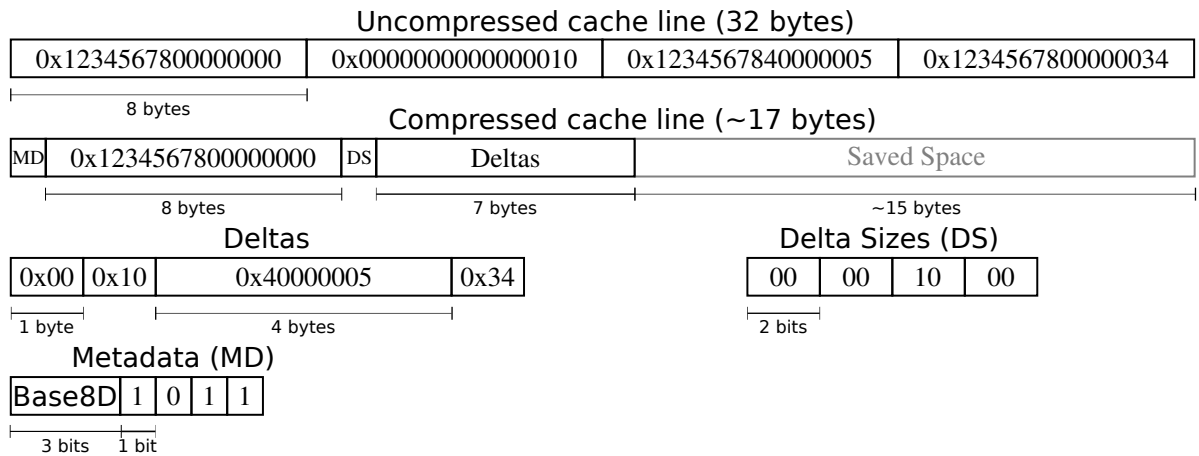 Uncompressed cache line (32 bytes)
0x1234567800000000 0x0000000000000010 0x1234567840000005 0x1234567800000034
8 bytes
Compressed cache line (~17 bytes)
MD 0x1234567800000000 DS Deltas Saved Space
8 bytes 7 bytes ~15 bytes
Deltas Delta Sizes (DS)
0x00 0x10 0x40000005 0x34 00 00 10 00
1 byte 4 bytes 2 bits
Metadata (MD)
Base8D 1 0 1 1
3 bits 1 bit